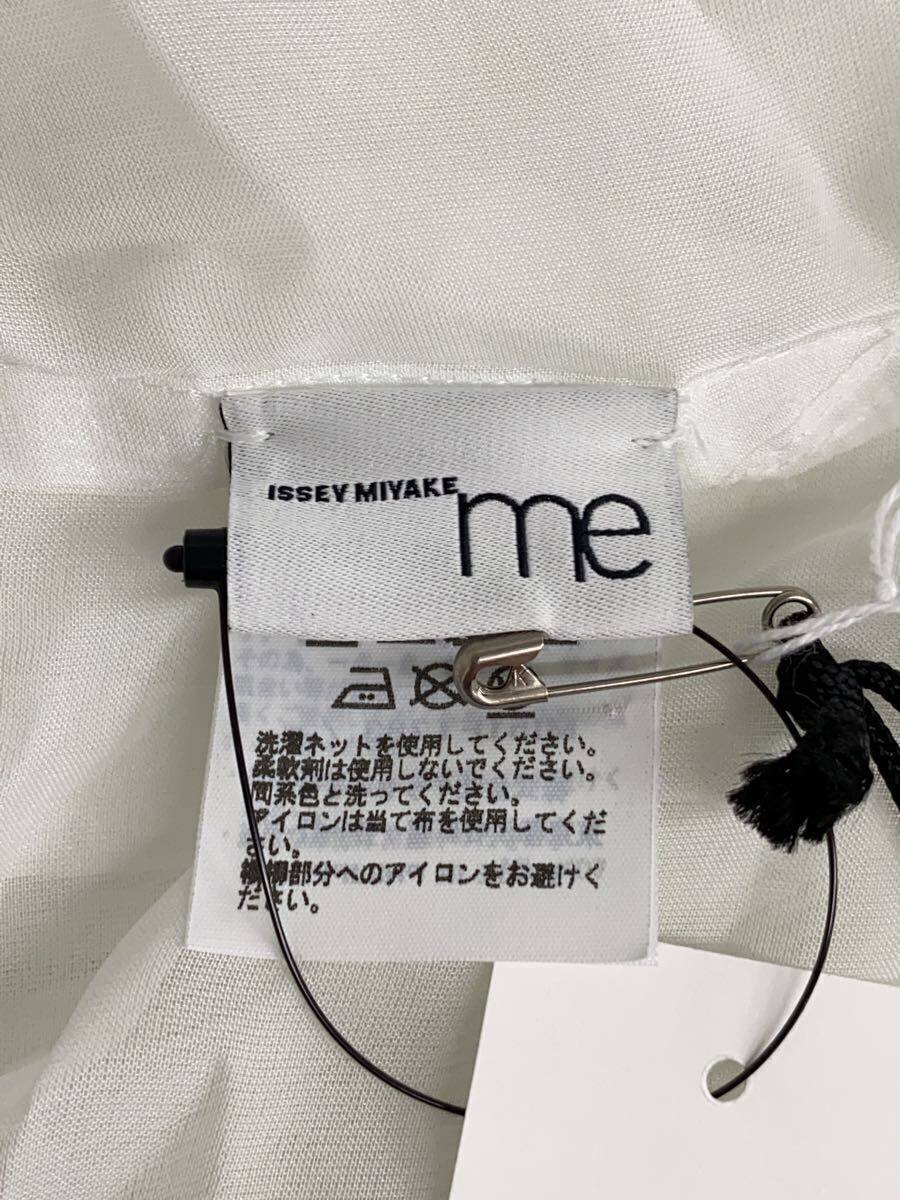 ISSEY MIYAKE
me
洗濯ネットを使用してください。
柔軟剤は使用しないでください。
同系色と洗ってください。
アイロンは当て布を使用してくだ
さい。
部分へのアイロンをお避けく
ださい。